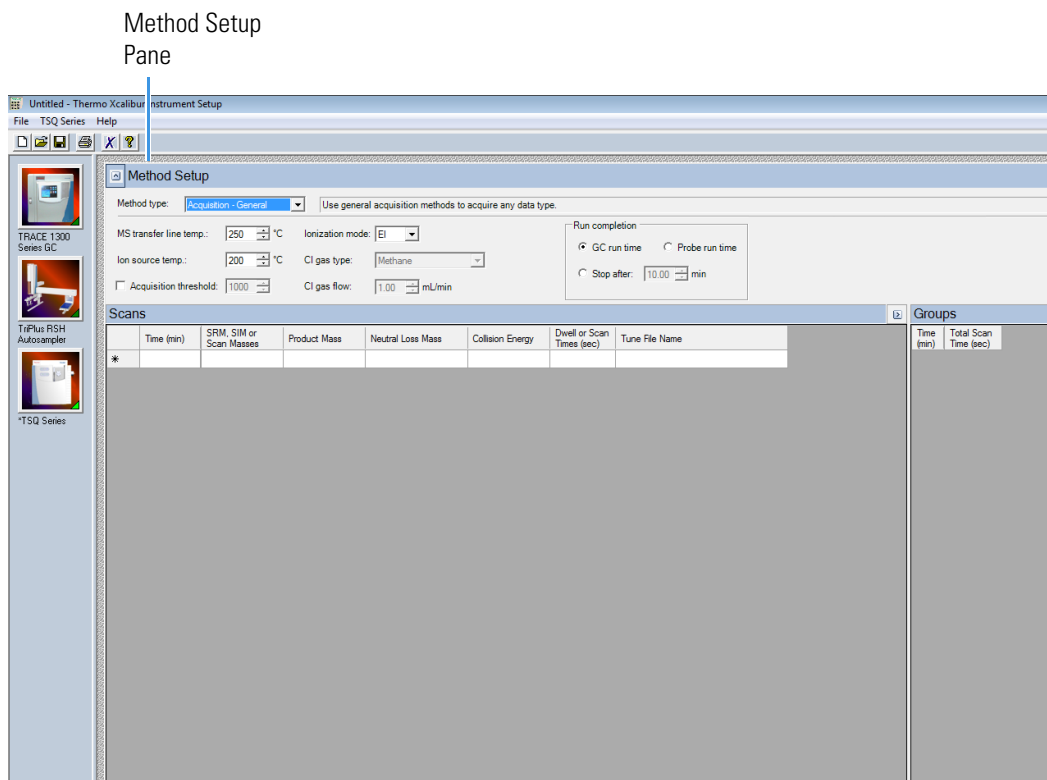 Method Setup
Pane
Untitled - Thermo Xcalibur Instrument Setup
File TSQ Series Help
Method Setup
Method type: Acquisition - General Use general acquisition methods to acquire any data type.
MS transfer line temp.: 250 °C Ionization mode: EI
Ion source temp.: 200 °C CI gas type: Methane
Acquisition threshold: 1000 CI gas flow: 1.00 mL/min
Run completion
GC run time Probe run time
Stop after: 10.00 min
TRACE 1300
Series GC
TriPlus RSH
Autosampler
*TSQ Series
Scans
Time (min) SRM, SIM or
Scan Masses Product Mass Neutral Loss Mass Collision Energy Dwell or Scan
Times (sec) Tune File Name
*
Groups
Time
(min) Total Scan
Time (sec)